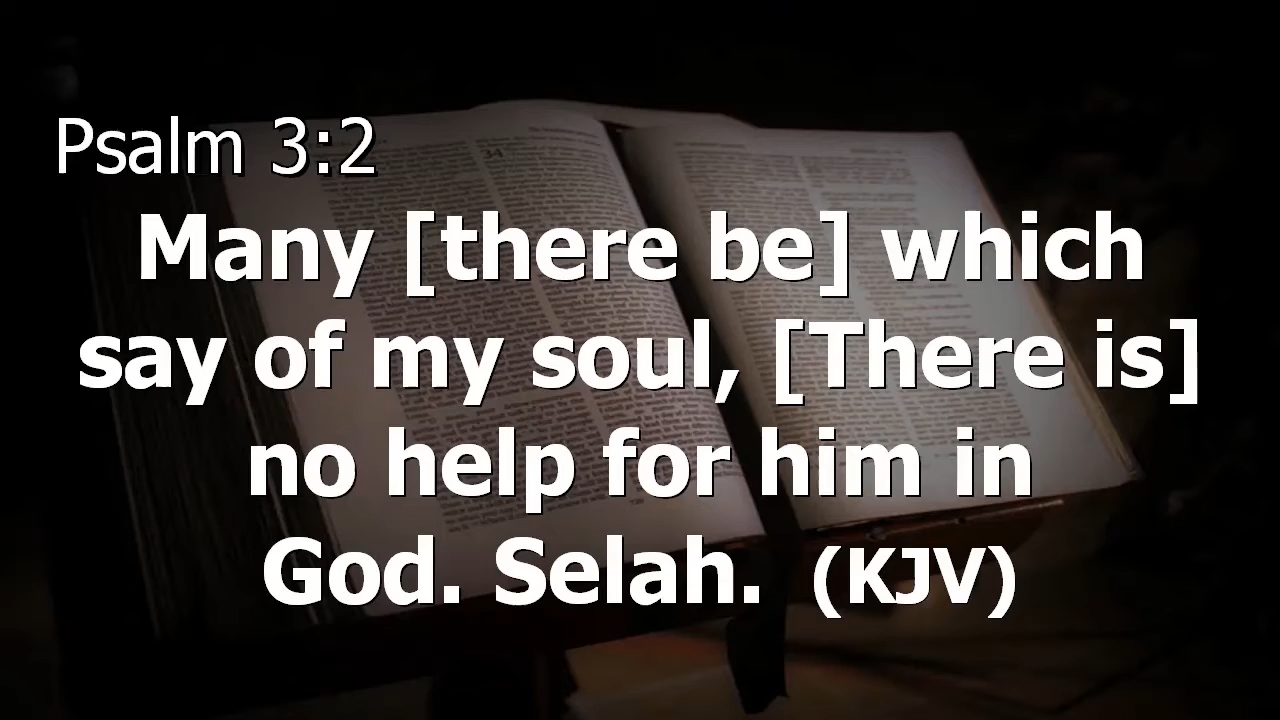 Psalm 3:2
Many [there be] which
say of my soul, [There is]
no help for him in
God. Selah. (KJV)